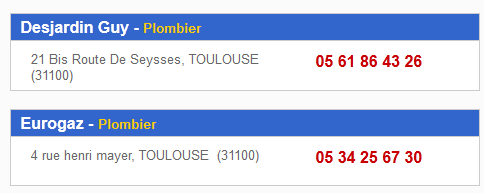 Desjardin Guy - Plombier
21 Bis Route De Seysses, TOULOUSE
(31100)
05 61 86 43 26
Eurogaz - Plombier
4 rue henri mayer, TOULOUSE (31100)
05 34 25 67 30